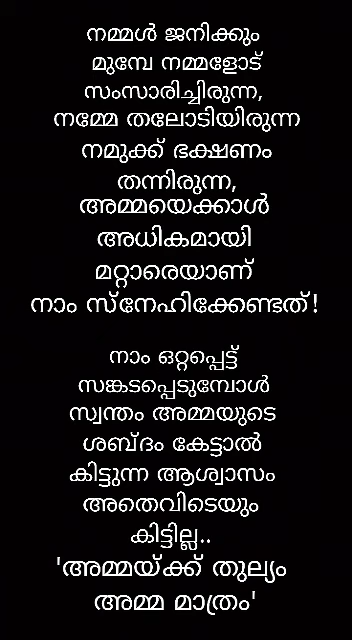 നമ്മൾ ജനിക്കും
മുമ്പേ നമ്മളോട്
സംസാരിച്ചിരുന്ന,
നമ്മേ തലോടിയിരുന്ന
നമുക്ക് ഭക്ഷണം
തന്നിരുന്ന,
അമ്മയെക്കാൾ
അധികമായി
മറ്റാരെയാണ്
നാം സ്നേഹിക്കേണ്ടത്!
നാം ഒറ്റപ്പെട്ട്
സങ്കടപ്പെടുമ്പോൾ
സ്വന്തം അമ്മയുടെ
ശബ്ദം കേട്ടാൽ
കിട്ടുന്ന ആശ്വാസം
അതെവിടെയും
കിട്ടില്ല..
'അമ്മയ്ക്ക് തുല്യം
അമ്മ മാത്രം'